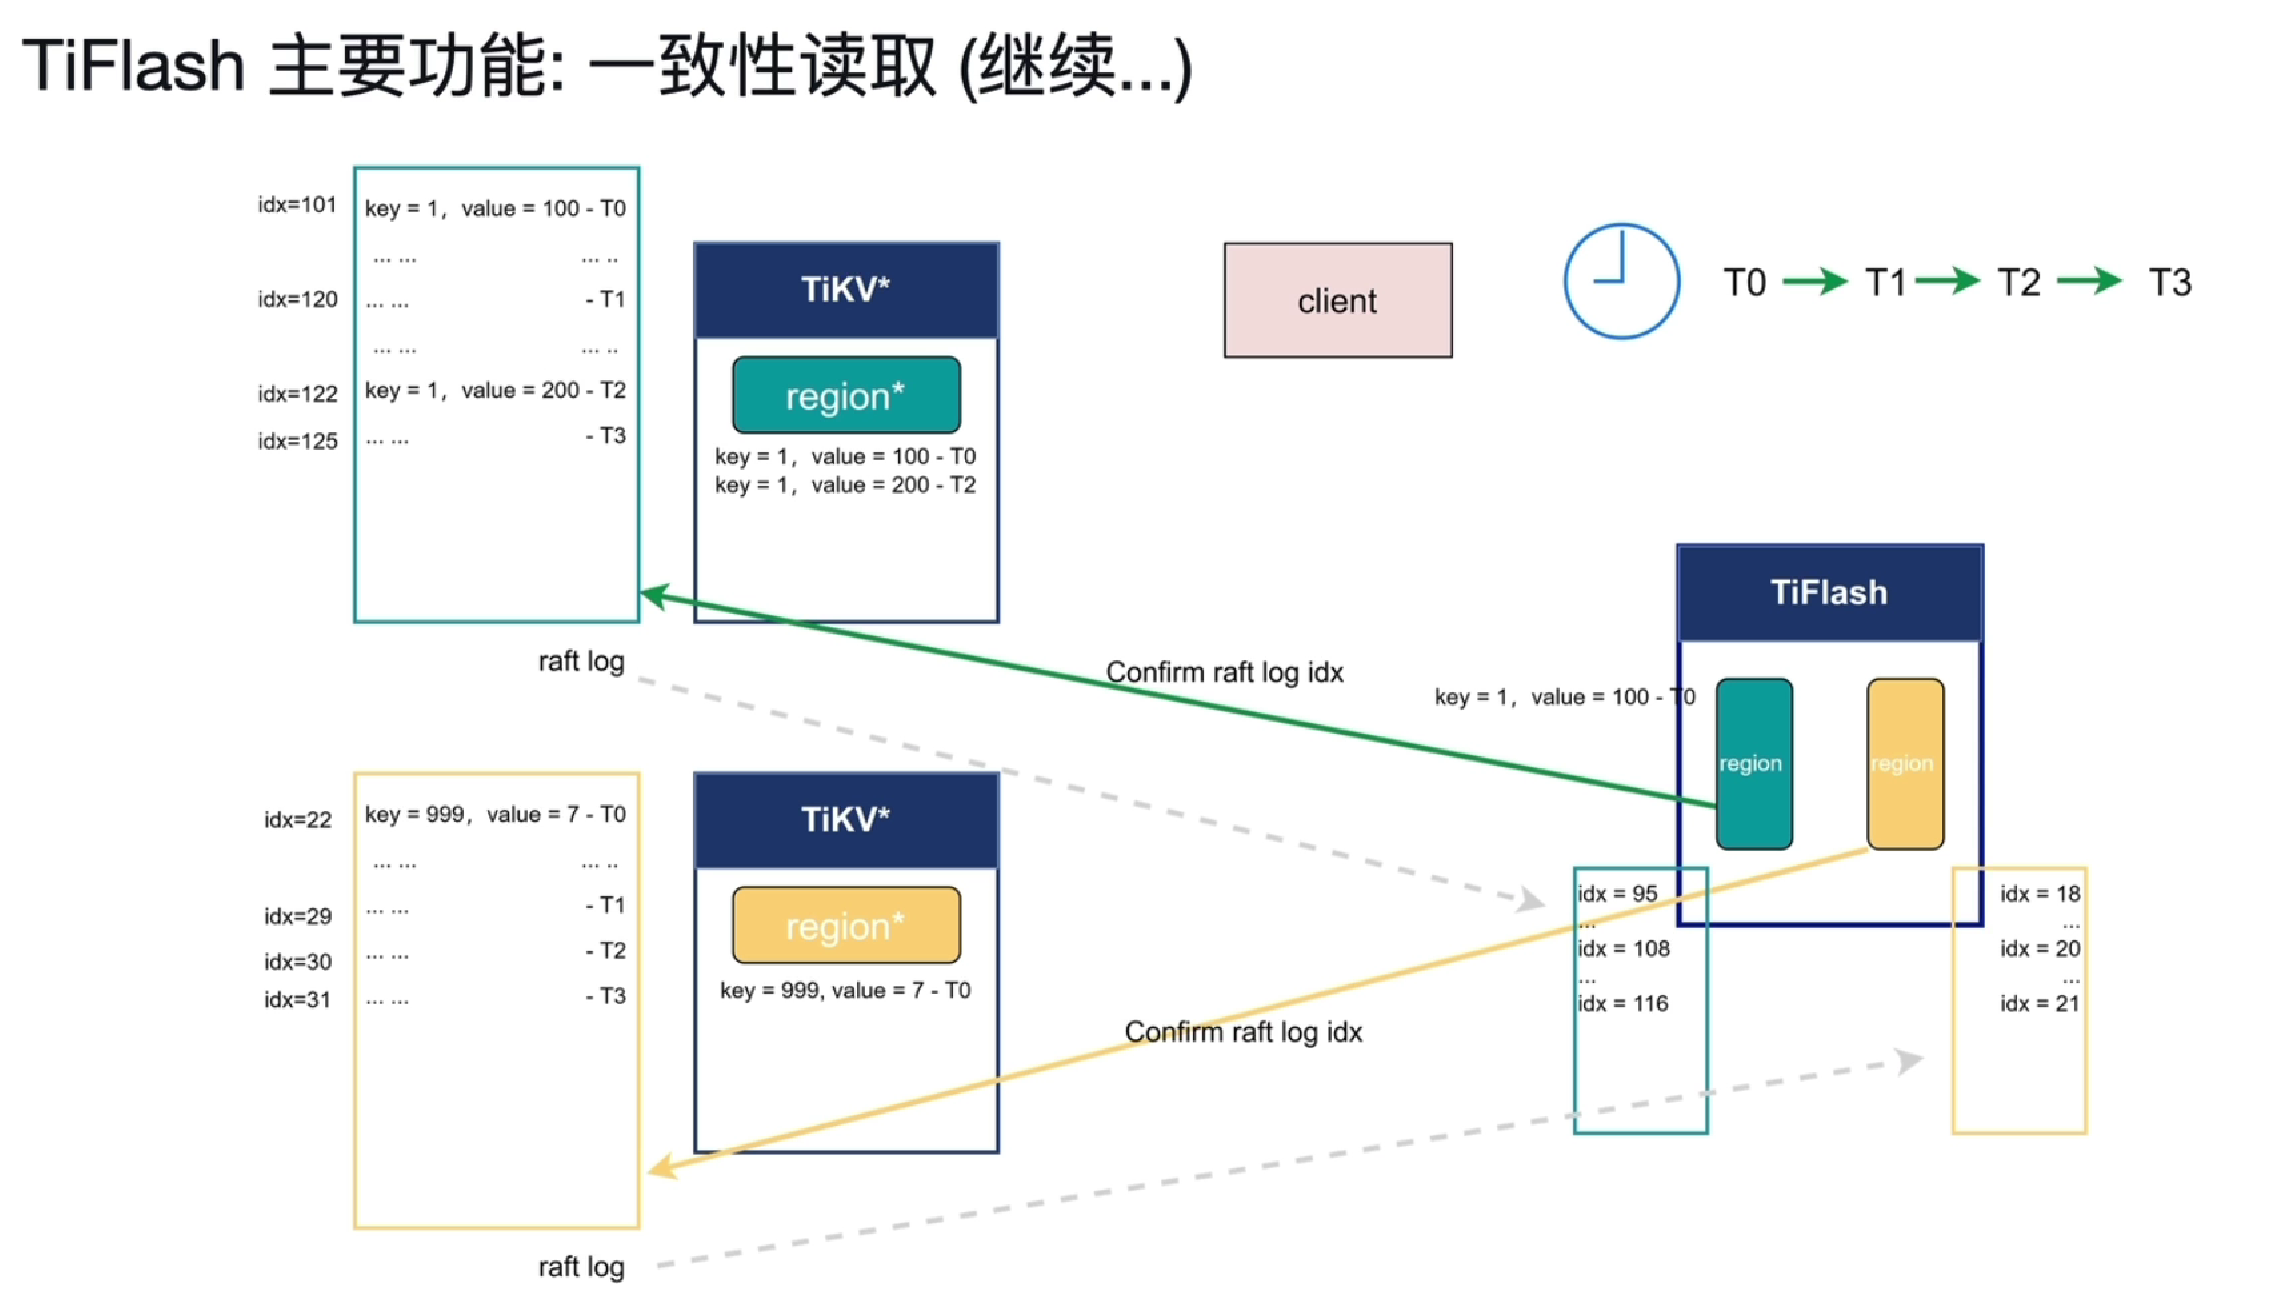 TiFlash 主要功能: 一致性读取 (继续...)
idx=101
key = 1,  value = 100 - T0
... ... ... ..
idx=120
... ... - T1
... ... ... ..
idx=122
key = 1,  value = 200 - T2
idx=125
... ... - T3
raft log
TiKV*
region*
key = 1,  value = 100 - T0
key = 1,  value = 200 - T2
client
T0 T1 T2 T3
Confirm raft log idx
key = 1,  value = 100 - T0
TiFlash
region
region
idx = 95
...
idx = 108
...
idx = 116
idx = 18
...
idx = 20
...
idx = 21
idx=22
key = 999,  value = 7 - T0
... ... ... ..
idx=29
... ... - T1
idx=30
... ... - T2
idx=31
... ... - T3
raft log
TiKV*
region*
key = 999, value = 7 - T0
Confirm raft log idx